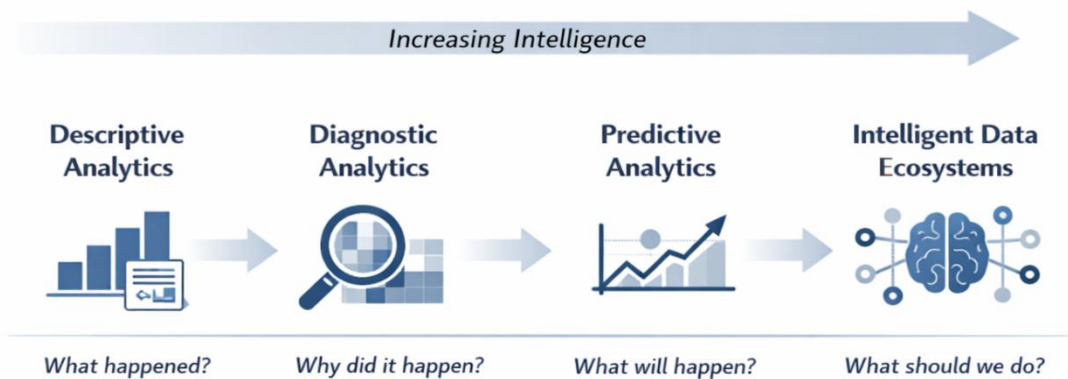 Increasing Intelligence
Descriptive
Analytics
Diagnostic
Analytics
Predictive
Analytics
Intelligent Data
Ecosystems
What happened?
Why did it happen?
What will happen?
What should we do?